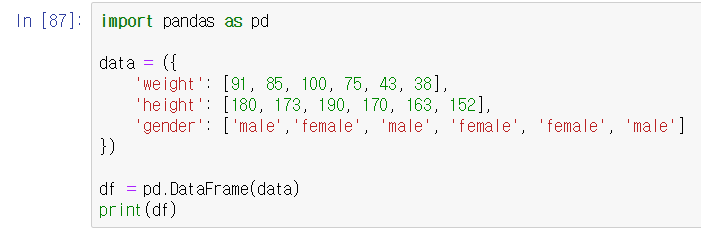 In [87]: import pandas as pd
data = ({
'weight': [91, 85, 100, 75, 43, 38],
'height': [180, 173, 190, 170, 163, 152],
'gender': ['male','female', 'male', 'female', 'female', 'male']
})
df = pd.DataFrame(data)
print(df)